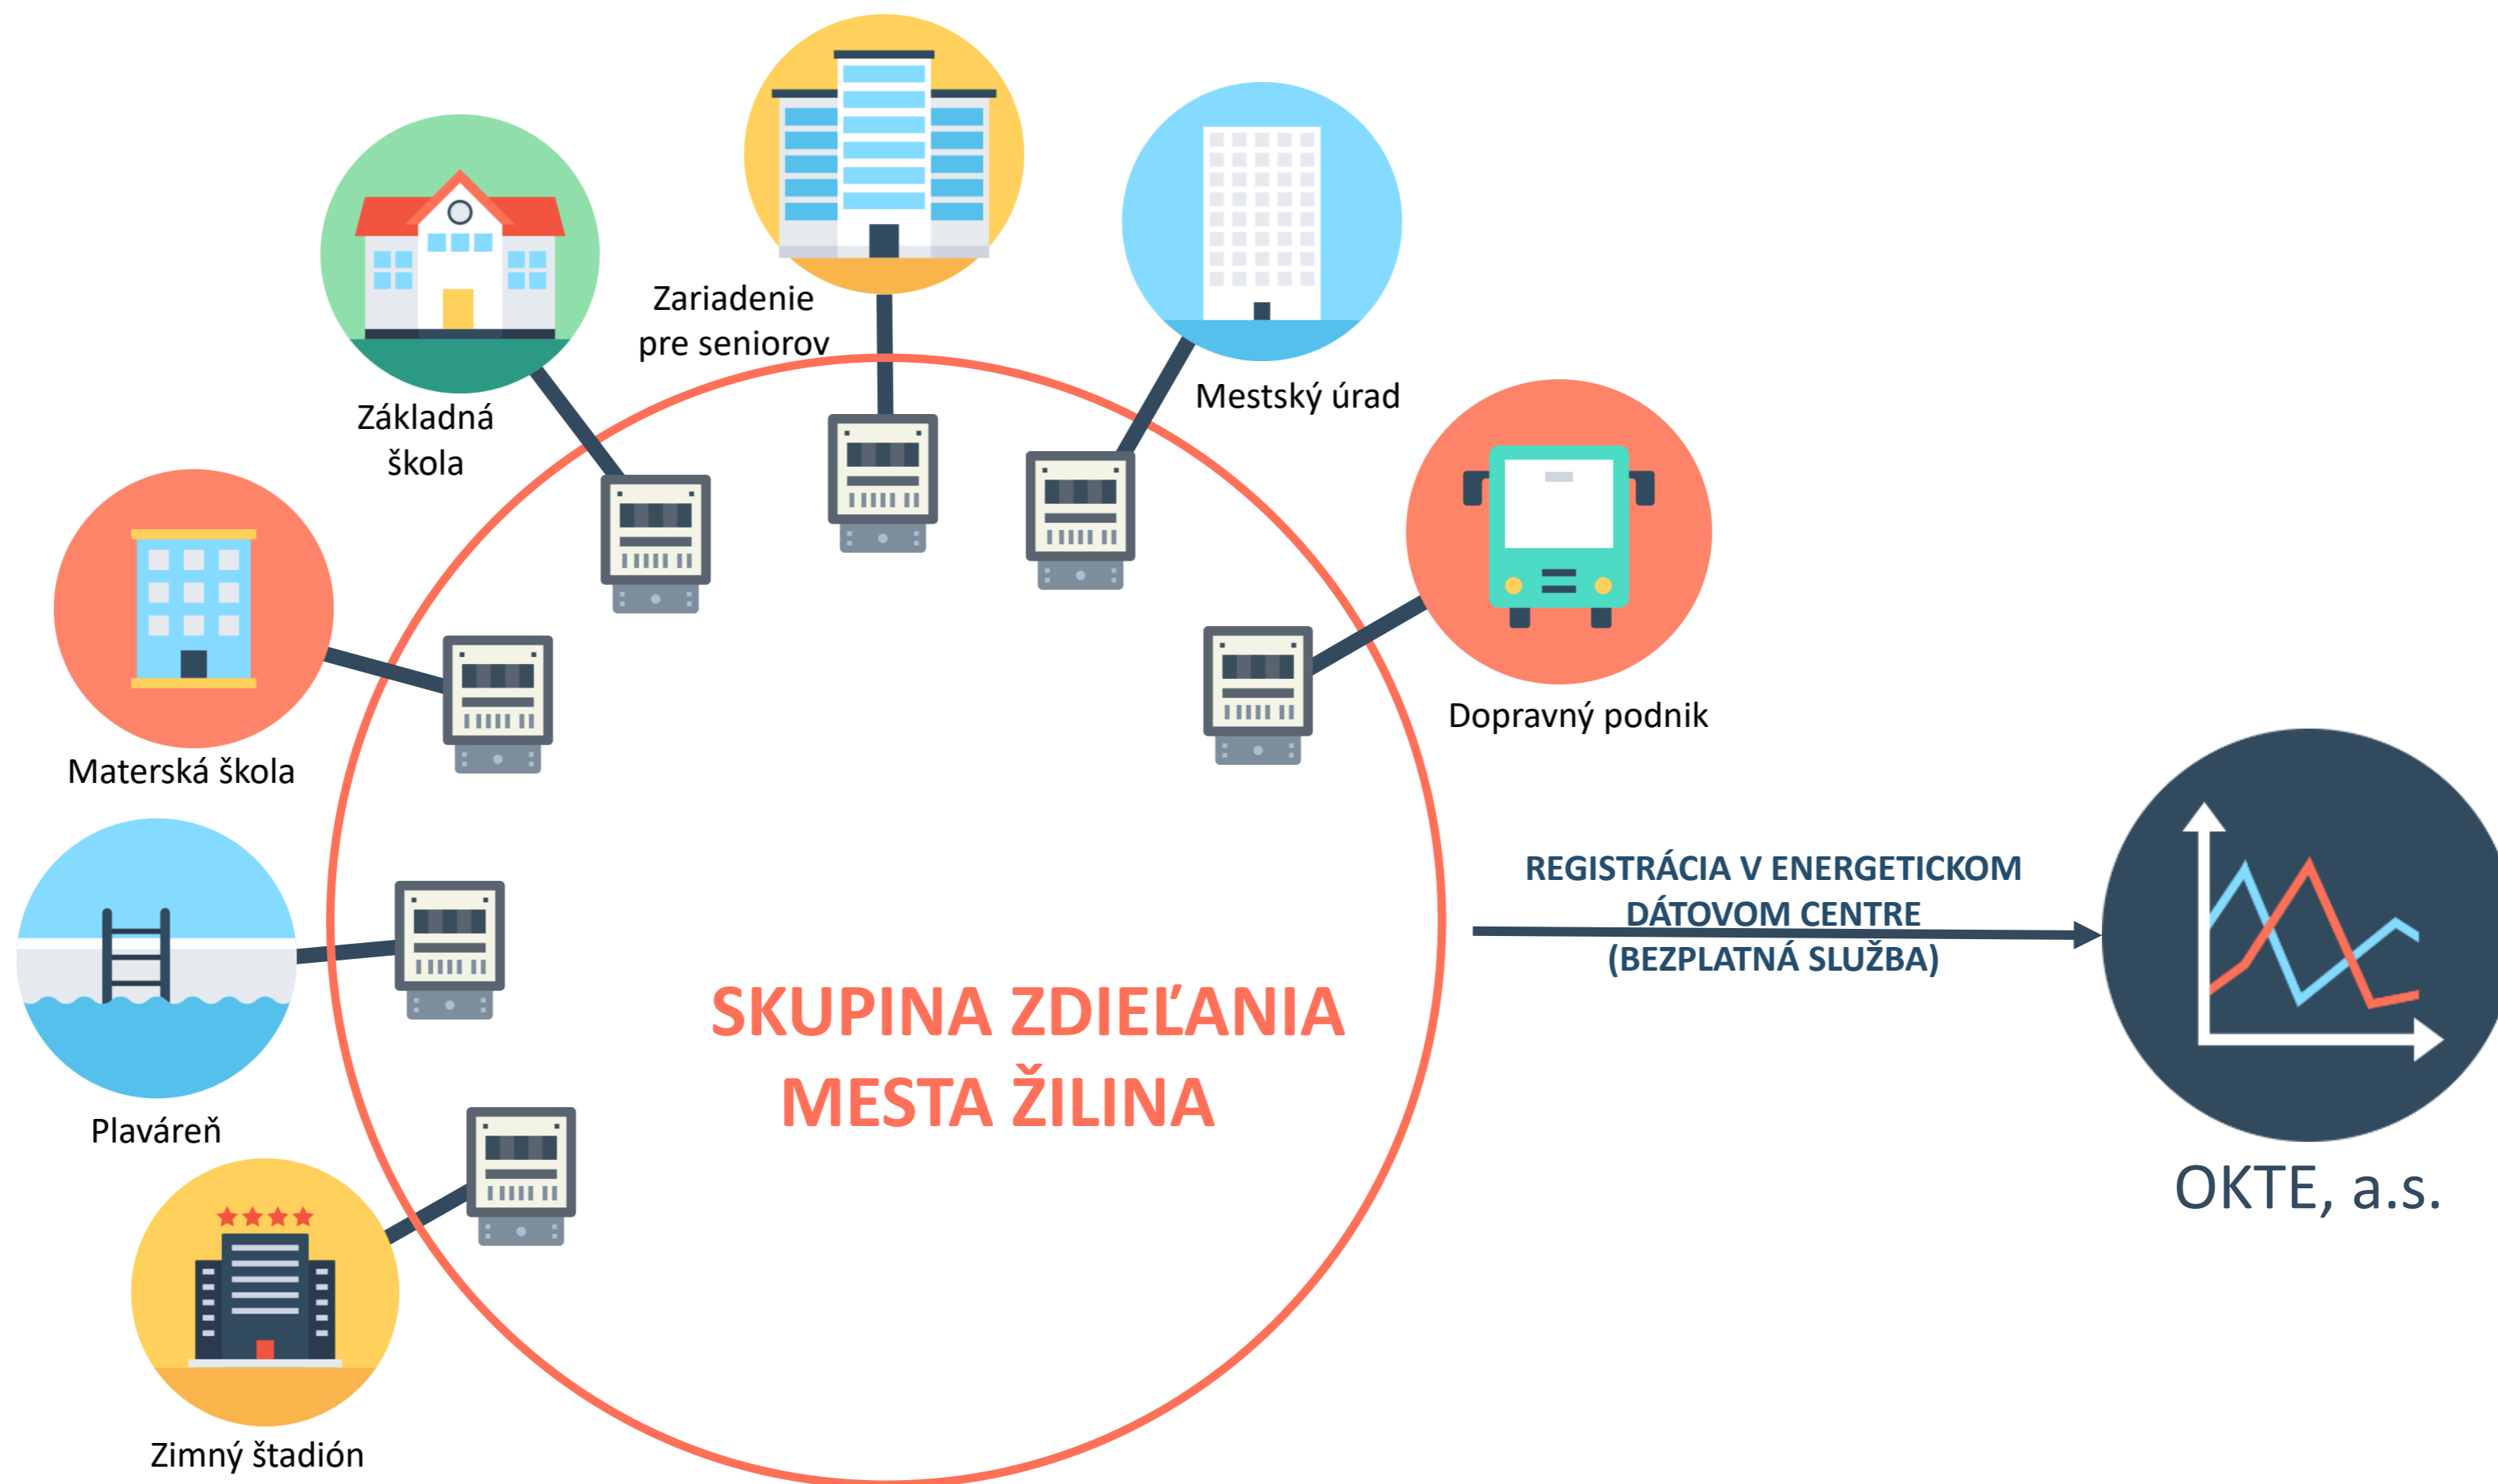 Zariadenie
pre seniorov
Mestský úrad
Základná
škola
Dopravný podnik
Materská škola
REGISTRÁCIA V ENERGETICKOM
DÁTOVOM CENTRE
(BEZPLATNÁ SLUŽBA)
SKUPINA ZDIEĽANIA
MESTA ŽILINA
Plaváreň
OKTE, a.s.
Zimný štadión